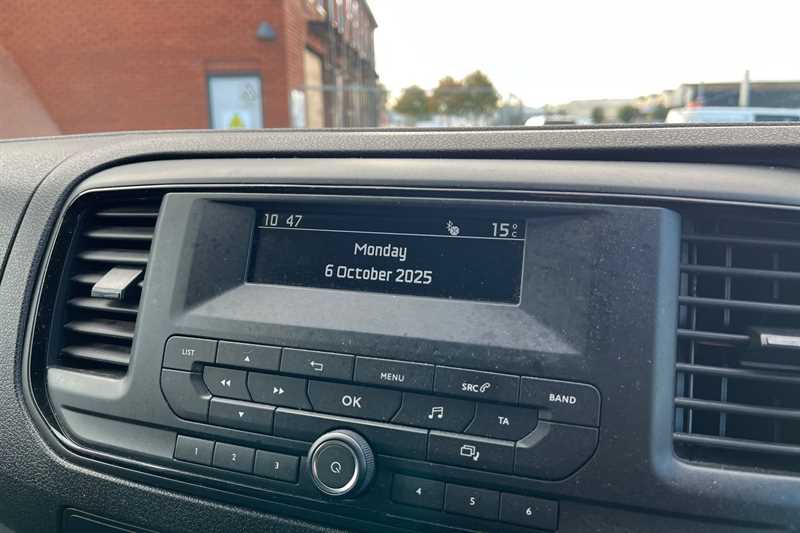 10 47 15°C
Monday
6 October 2025
LIST
MENU
SRC
BAND
OK
TA
1 2 3
4 5 6